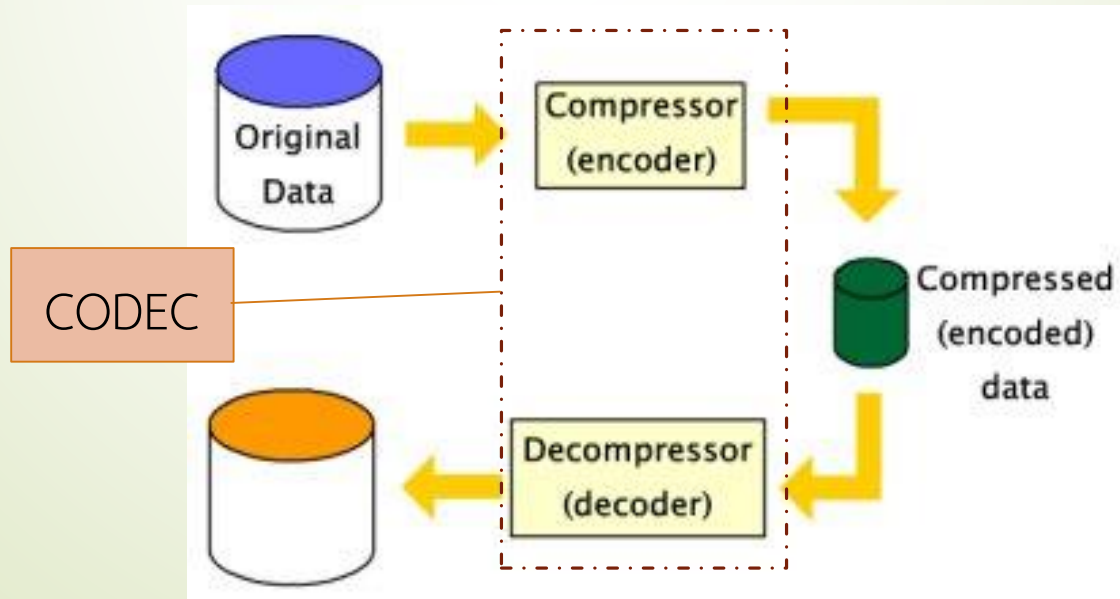 Original
Data
Compressor
(encoder)
CODEC
Compressed
(encoded)
data
Decompressor
(decoder)